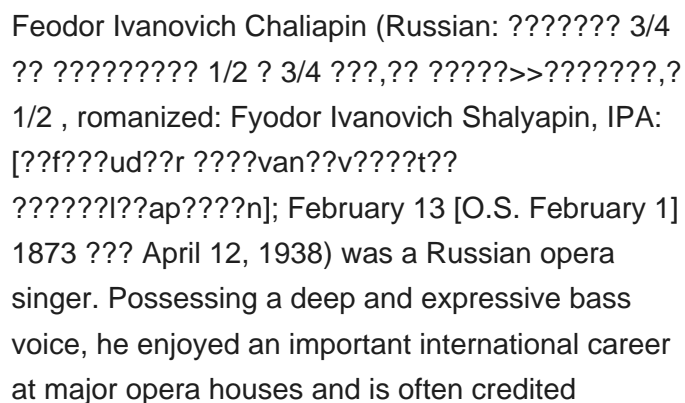 Feodor Ivanovich Chaliapin (Russian: ??????? 3/4
?? ????????? 1/2 ? 3/4 ???,?? ?????>>???????,?
1/2 , romanized: Fyodor Ivanovich Shalyapin, IPA:
[??f???ud??r ????van??v????t??
??????l??ap????n]; February 13 [O.S. February 1]
1873 ??? April 12, 1938) was a Russian opera
singer. Possessing a deep and expressive bass
voice, he enjoyed an important international career
at major opera houses and is often credited